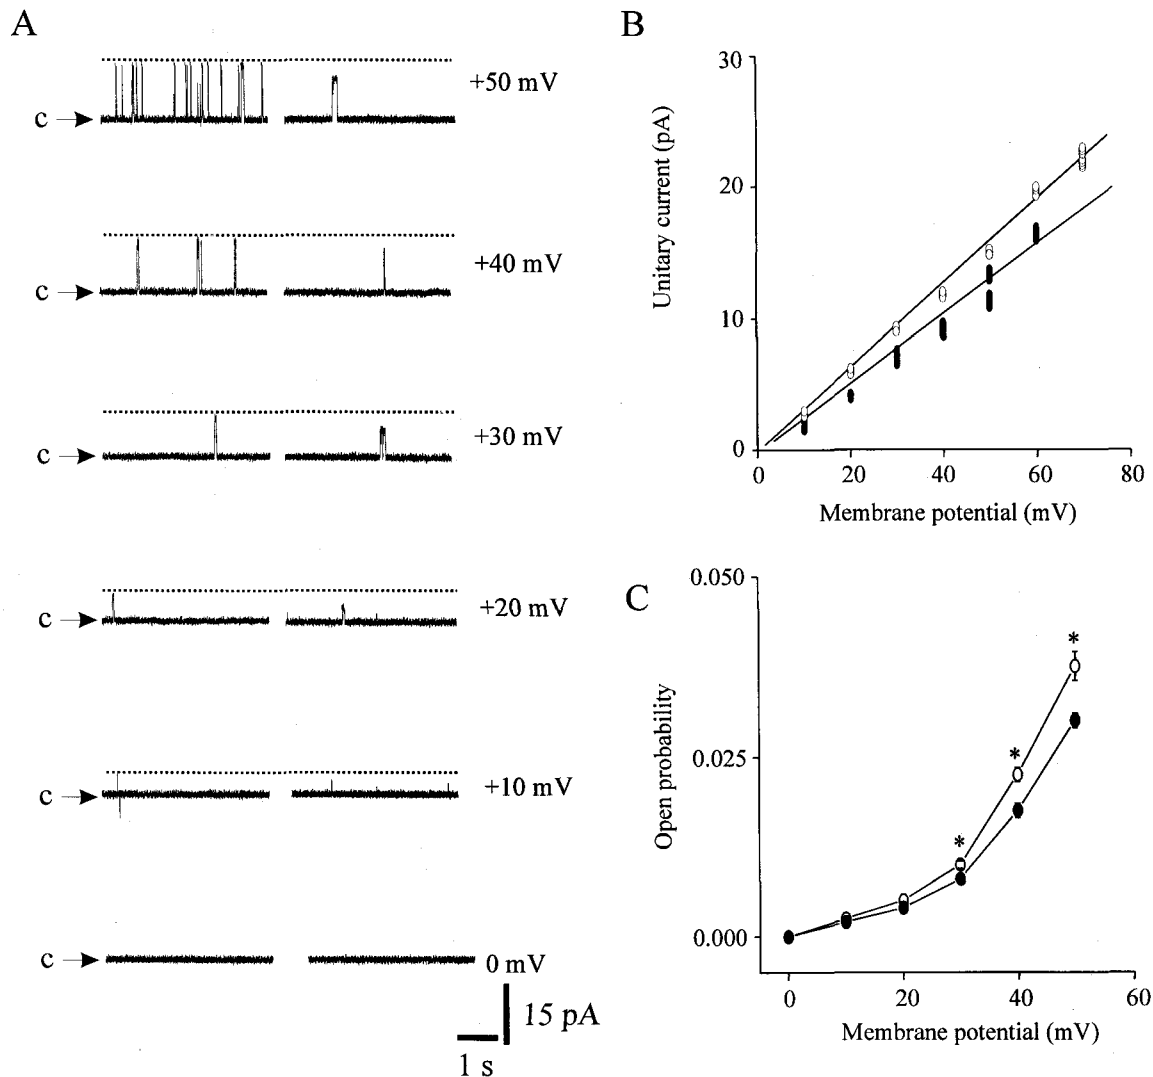 A
+50 mV
c
+40 mV
c
+30 mV
c
+20 mV
c
+10 mV
c
0 mV
c
15 pA
1 s
B
30
20
10
0
Unitary current (pA)
0 20 40 60 80
Membrane potential (mV)
C
0.050
0.025
0.000
Open probability
*
*
*
0 20 40 60
Membrane potential (mV)